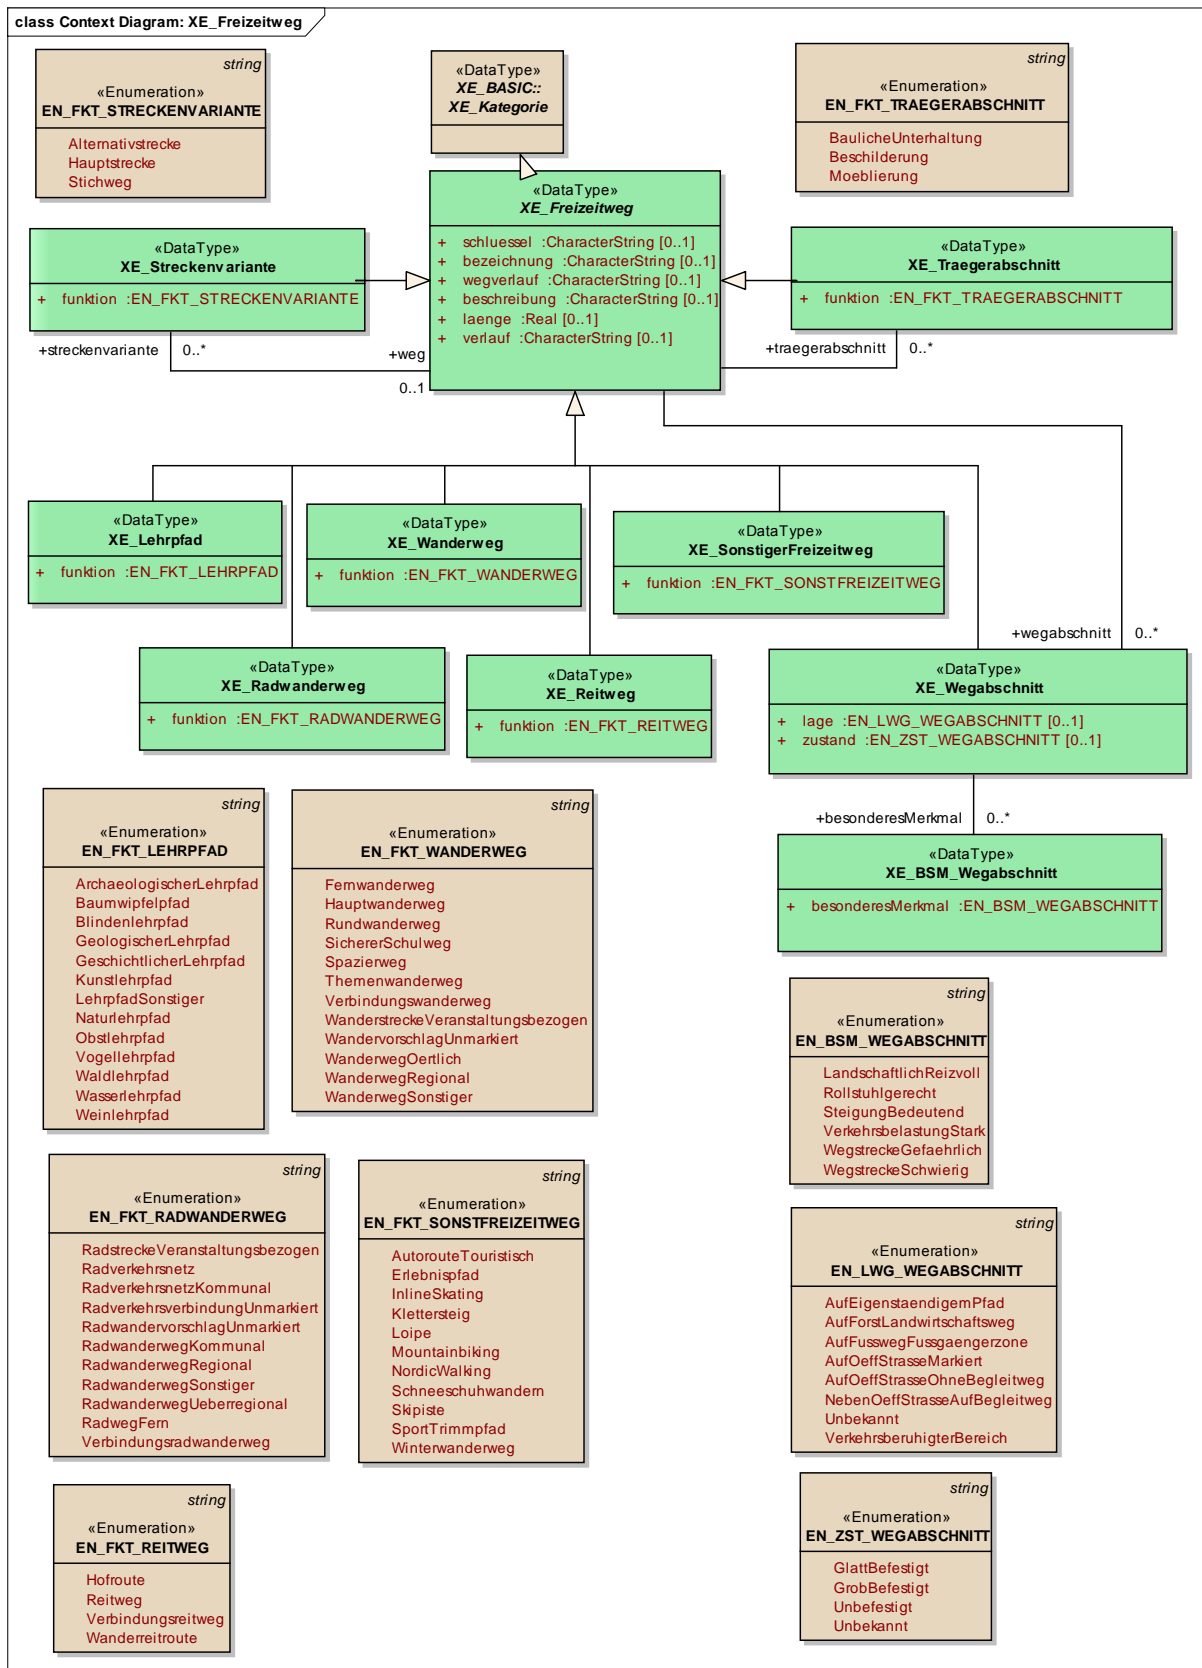 class Context Diagram: XE_Freizeitweg
string
«Enumeration»
EN_FKT_STRECKENVARIANTE
Alternativstrecke
Hauptstrecke
Stichweg
«DataType»
XE_BASIC::
XE_Kategorie
string
«Enumeration»
EN_FKT_TRAEGERABSCHNITT
BaulicheUnterhaltung
Beschilderung
Moeblierung
«DataType»
XE_Streckenvariante
+ funktion :EN_FKT_STRECKENVARIANTE
«DataType»
XE_Freizeitweg
+ schluessel :CharacterString [0..1]
+ bezeichnung :CharacterString [0..1]
+ wegverlauf :CharacterString [0..1]
+ beschreibung :CharacterString [0..1]
+ laenge :Real [0..1]
+ verlauf :CharacterString [0..1]
«DataType»
XE_Traegerabschnitt
+ funktion :EN_FKT_TRAEGERABSCHNITT
+streckenvariante 0..*
+weg
0..1
+traegerabschnitt 0..*
«DataType»
XE_Lehrpfad
+ funktion :EN_FKT_LEHRPFAD
«DataType»
XE_Wanderweg
+ funktion :EN_FKT_WANDERWEG
«DataType»
XE_SonstigerFreizeitweg
+ funktion :EN_FKT_SONSTFREIZEITWEG
+wegabschnitt 0..*
«DataType»
XE_Radwanderweg
+ funktion :EN_FKT_RADWANDERWEG
«DataType»
XE_Reitweg
+ funktion :EN_FKT_REITWEG
«DataType»
XE_Wegabschnitt
+ lage :EN_LWG_WEGABSCHNITT [0..1]
+ zustand :EN_ZST_WEGABSCHNITT [0..1]
+besonderesMerkmal 0..*
«DataType»
XE_BSM_Wegabschnitt
+ besonderesMerkmal :EN_BSM_WEGABSCHNITT
string
«Enumeration»
EN_FKT_LEHRPFAD
ArchaeologischerLehrpfad
Baumwipfelpfad
Blindenlehrpfad
GeologischerLehrpfad
GeschichtlicherLehrpfad
Kunstlehrpfad
LehrpfadSonstiger
Naturlehrpfad
Obstlehrpfad
Vogellehrpfad
Waldlehrpfad
Wasserlehrpfad
Weinlehrpfad
string
«Enumeration»
EN_FKT_WANDERWEG
Fernwanderweg
Hauptwanderweg
Rundwanderweg
SichererSchulweg
Spazierweg
Themenwanderweg
Verbindungswanderweg
WanderstreckeVeranstaltungsbezogen
WandervorschlagUnmarkiert
WanderwegOertlich
WanderwegRegional
WanderwegSonstiger
string
«Enumeration»
EN_BSM_WEGABSCHNITT
LandschaftlichReizvoll
Rollstuhlgerecht
SteigungBedeutend
VerkehrsbelastungStark
WegstreckeGefaehrlich
WegstreckeSchwierig
string
«Enumeration»
EN_FKT_RADWANDERWEG
RadstreckeVeranstaltungsbezogen
Radverkehrsnetz
RadverkehrsnetzKommunal
RadverkehrsverbindungUnmarkiert
RadwandervorschlagUnmarkiert
RadwanderwegKommunal
RadwanderwegRegional
RadwanderwegSonstiger
RadwanderwegUeberregional
RadwegFern
Verbindungsradwanderweg
string
«Enumeration»
EN_FKT_SONSTFREIZEITWEG
AutorouteTouristisch
Erlebnispfad
InlineSkating
Klettersteig
Loipe
Mountainbiking
NordicWalking
Schneeschuhwandern
Skipiste
SportTrimmpfad
Winterwanderweg
string
«Enumeration»
EN_LWG_WEGABSCHNITT
AufEigenstaendigemPfad
AufForstLandwirtschaftsweg
AufFusswegFussgaengerzone
AufOeffStrasseMarkiert
AufOeffStrasseOhneBegleitweg
NebenOeffStrasseAufBegleitweg
Unbekannt
VerkehrsberuhigterBereich
string
«Enumeration»
EN_FKT_REITWEG
Hofroute
Reitweg
Verbindungsreitweg
Wanderreitroute
string
«Enumeration»
EN_ZST_WEGABSCHNITT
GlattBefestigt
GrobBefestigt
Unbefestigt
Unbekannt